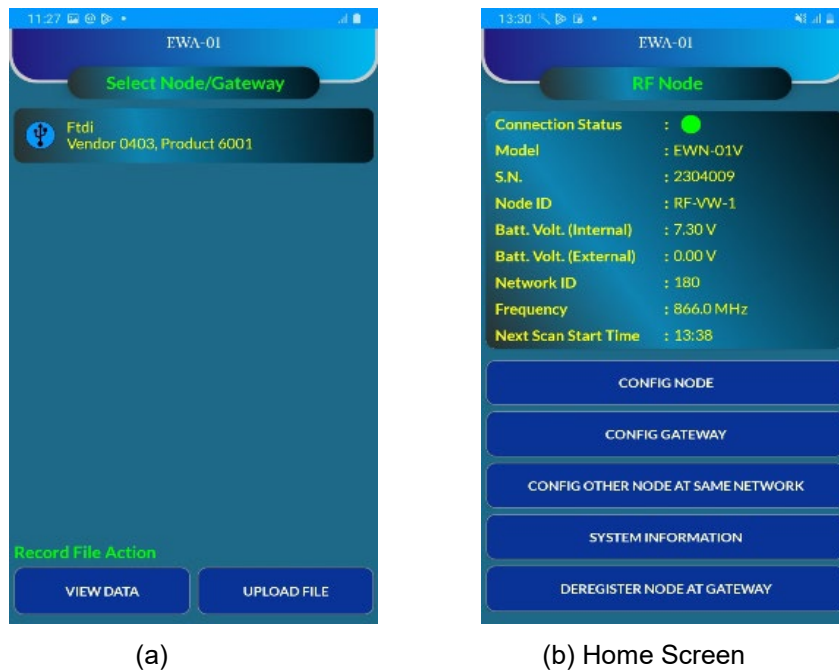 11:27
EWA-01
Select Node/Gateway
Ftdi
Vendor 0403, Product 6001
Record File Action
VIEW DATA
UPLOAD FILE
(a)
13:30
EWA-01
RF Node
Connection Status :
Model : EWN-01V
S.N. : 2304009
Node ID : RF-VW-1
Batt. Volt. (Internal) : 7.30 V
Batt. Volt. (External) : 0.00 V
Network ID : 180
Frequency : 866.0 MHz
Next Scan Start Time : 13:38
CONFIG NODE
CONFIG GATEWAY
CONFIG OTHER NODE AT SAME NETWORK
SYSTEM INFORMATION
DEREGISTER NODE AT GATEWAY
(b) Home Screen